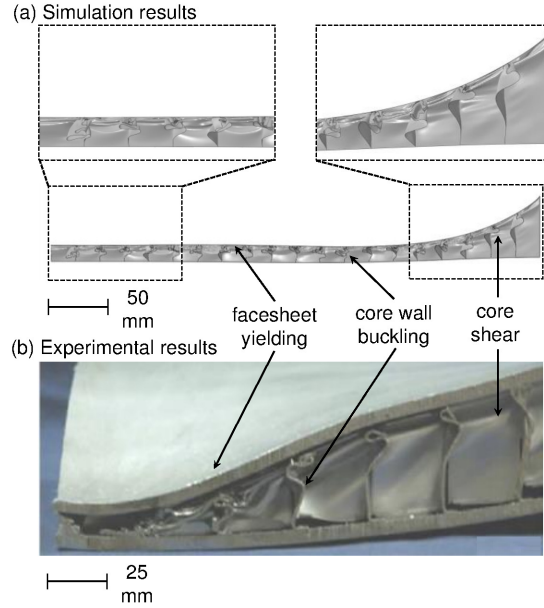 (a) Simulation results
50
mm
facesheet
yielding
core wall
buckling
core
shear
(b) Experimental results
25
mm